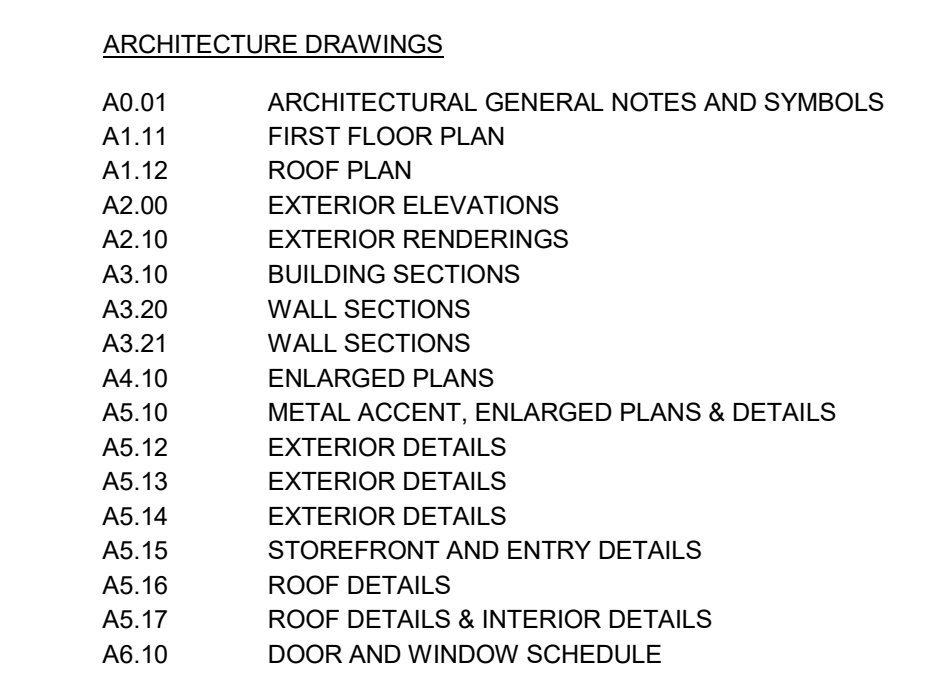 ARCHITECTURE DRAWINGS
A0.01 ARCHITECTURAL GENERAL NOTES AND SYMBOLS
A1.11 FIRST FLOOR PLAN
A1.12 ROOF PLAN
A2.00 EXTERIOR ELEVATIONS
A2.10 EXTERIOR RENDERINGS
A3.10 BUILDING SECTIONS
A3.20 WALL SECTIONS
A3.21 WALL SECTIONS
A4.10 ENLARGED PLANS
A5.10 METAL ACCENT, ENLARGED PLANS & DETAILS
A5.12 EXTERIOR DETAILS
A5.13 EXTERIOR DETAILS
A5.14 EXTERIOR DETAILS
A5.15 STOREFRONT AND ENTRY DETAILS
A5.16 ROOF DETAILS
A5.17 ROOF DETAILS & INTERIOR DETAILS
A6.10 DOOR AND WINDOW SCHEDULE